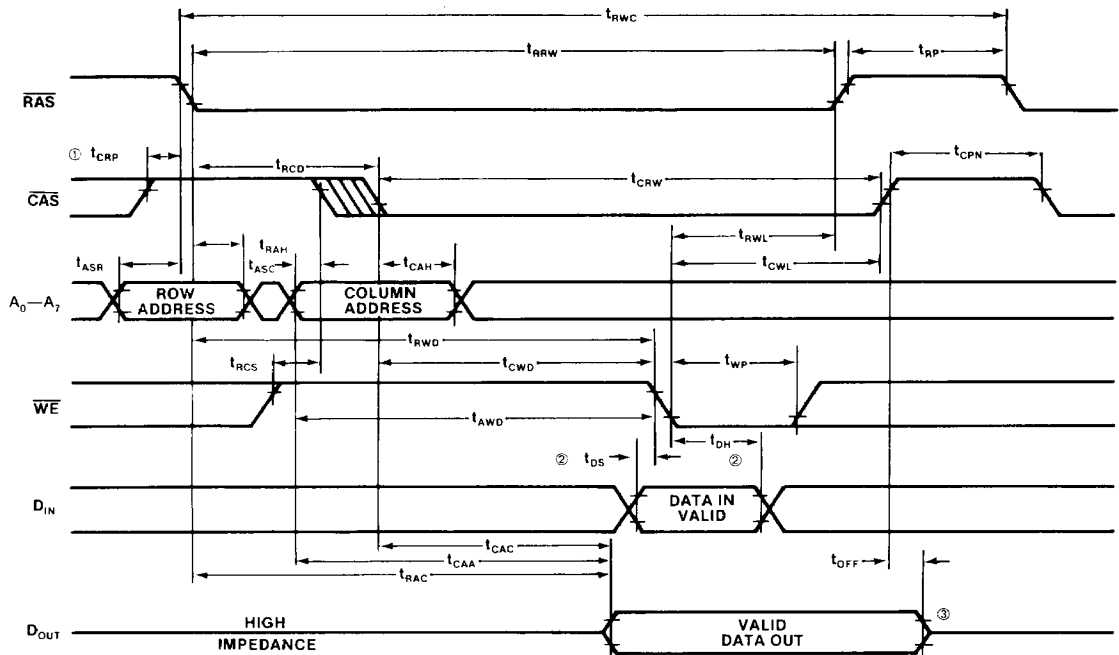 tRWC
tRRW
tRP
RAS
① tCRP
tRCD
tCPN
CAS
tCRW
tRWL
tCWL
tRAH
tASR
tASC
tCAH
A0—A7
ROW ADDRESS
COLUMN ADDRESS
tRWD
tRCS
tCWD
tWP
WE
tAWD
tDH
② tDS ②
DIN
DATA IN VALID
tCAC
tCAA
tOFF
tRAC
③
DOUT
HIGH IMPEDANCE
VALID DATA OUT